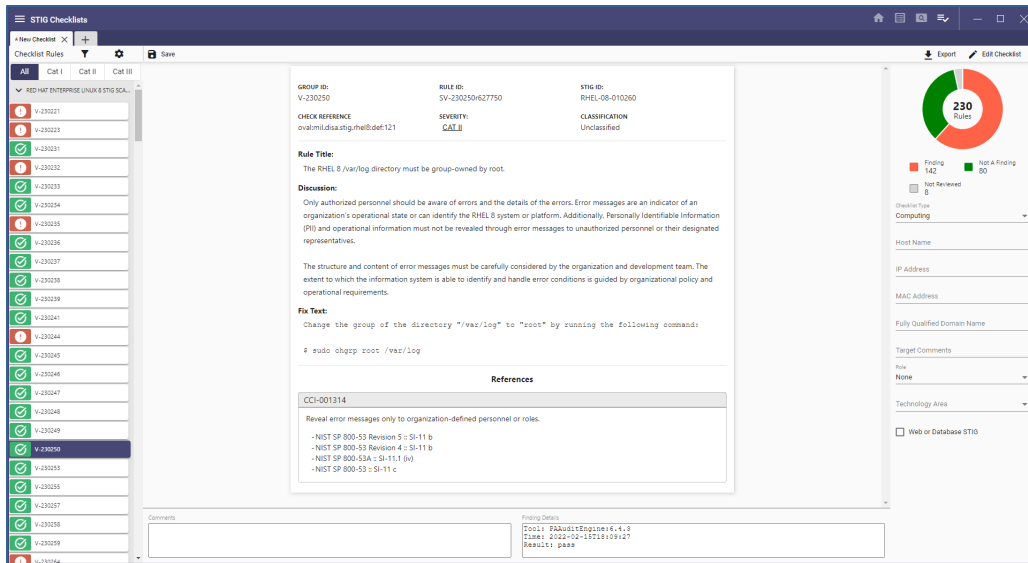 STIG Checklists
*New Checklist
Checklist Rules
Save
Export
Edit Checklist
All
Cat I
Cat II
Cat III
RED HAT ENTERPRISE LINUX 8 STIG SCA...
V-230221
V-230223
V-230231
V-230232
V-230233
V-230234
V-230235
V-230236
V-230237
V-230238
V-230239
V-230241
V-230244
V-230245
V-230246
V-230247
V-230248
V-230249
V-230250
V-230253
V-230255
V-230257
V-230258
V-230259
V-230264
GROUP ID:
V-230250
RULE ID:
SV-230250r627750
STIG ID:
RHEL-08-010260
CHECK REFERENCE
oval:mil.disa.stig.rhel8:def:121
SEVERITY:
CAT II
CLASSIFICATION
Unclassified
Rule Title:
The RHEL 8 /var/log directory must be group-owned by root.
Discussion:
Only authorized personnel should be aware of errors and the details of the errors. Error messages are an indicator of an
organization's operational state or can identify the RHEL 8 system or platform. Additionally, Personally Identifiable Information
(PII) and operational information must not be revealed through error messages to unauthorized personnel or their designated
representatives.
The structure and content of error messages must be carefully considered by the organization and development team. The
extent to which the information system is able to identify and handle error conditions is guided by organizational policy and
operational requirements.
Fix Text:
Change the group of the directory "/var/log" to "root" by running the following command:
$ sudo chgrp root /var/log
References
CCI-001314
Reveal error messages only to organization-defined personnel or roles.
- NIST SP 800-53 Revision 5 :: SI-11 b
- NIST SP 800-53 Revision 4 :: SI-11 b
- NIST SP 800-53A :: SI-11.1 (iv)
- NIST SP 800-53 :: SI-11 c
Comments
Finding Details
Tool: PAAuditEngine:6.4.3
Time: 2022-02-15T18:09:27
Result: pass
230
Rules
Finding
142
Not A Finding
80
Not Reviewed
8
Checklist Type
Computing
Host Name
IP Address
MAC Address
Fully Qualified Domain Name
Target Comments
Role
None
Technology Area
Web or Database STIG